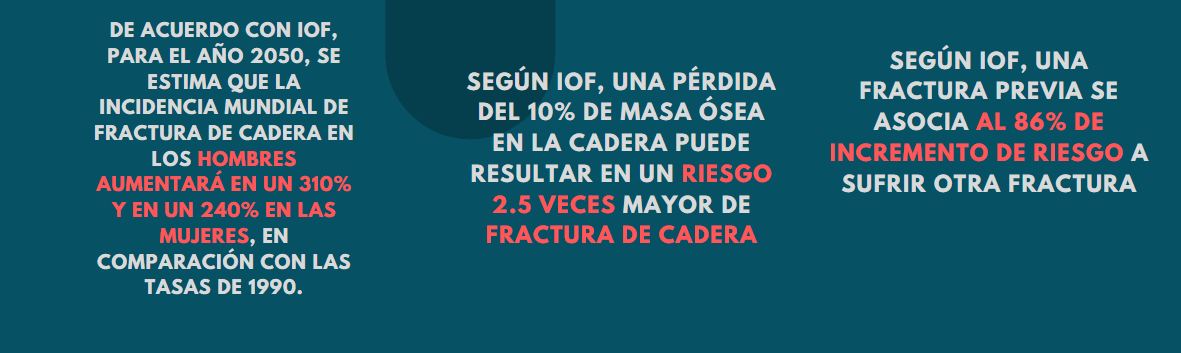 DE ACUERDO CON IOF,
PARA EL AÑO 2050, SE
ESTIMA QUE LA
INCIDENCIA MUNDIAL DE
FRACTURA DE CADERA EN
LOS HOMBRES
AUMENTARÁ EN UN 310%
Y EN UN 240% EN LAS
MUJERES, EN
COMPARACIÓN CON LAS
TASAS DE 1990.
SEGÚN IOF, UNA PÉRDIDA
DEL 10% DE MASA ÓSEA
EN LA CADERA PUEDE
RESULTAR EN UN RIESGO
2.5 VECES MAYOR DE
FRACTURA DE CADERA
SEGÚN IOF, UNA
FRACTURA PREVIA SE
ASOCIA AL 86% DE
INCREMENTO DE RIESGO A
SUFRIR OTRA FRACTURA